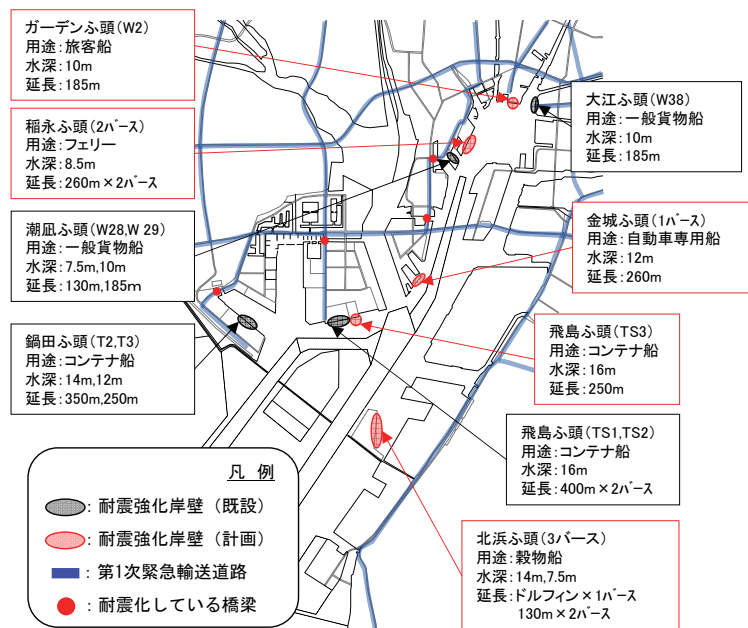 ガーデンふ頭(W2)
用途:旅客船
水深:10m
延長:185m
稲永ふ頭(2バース)
用途:フェリー
水深:8.5m
延長:260m×2バース
潮凪ふ頭(W28,W 29)
用途:一般貨物船
水深:7.5m,10m
延長:130m,185m
鍋田ふ頭(T2,T3)
用途:コンテナ船
水深:14m,12m
延長:350m,250m
大江ふ頭(W38)
用途:一般貨物船
水深:10m
延長:185m
金城ふ頭(1バース)
用途:自動車専用船
水深:12m
延長:260m
飛島ふ頭(TS3)
用途:コンテナ船
水深:16m
延長:250m
飛島ふ頭(TS1,TS2)
用途:コンテナ船
水深:16m
延長:400m×2バース
北浜ふ頭(3バース)
用途:穀物船
水深:14m,7.5m
延長:ドルフィン×1バース
130m×2バース
凡 例
:耐震強化岸壁(既設)
:耐震強化岸壁(計画)
:第1次緊急輸送道路
:耐震化している橋梁